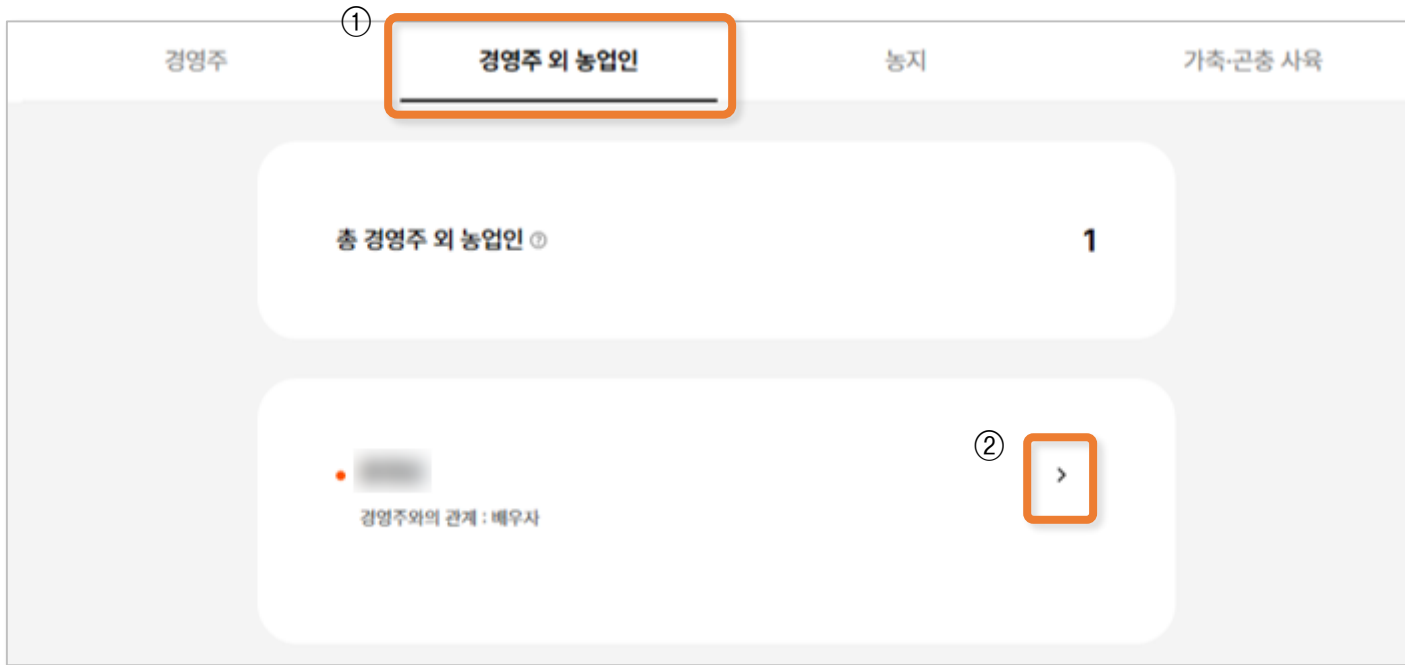 ①
경영주 경영주 외 농업인 농지 가축·곤충 사육
총 경영주 외 농업인 ? 1
②
>
경영주와의 관계 : 배우자